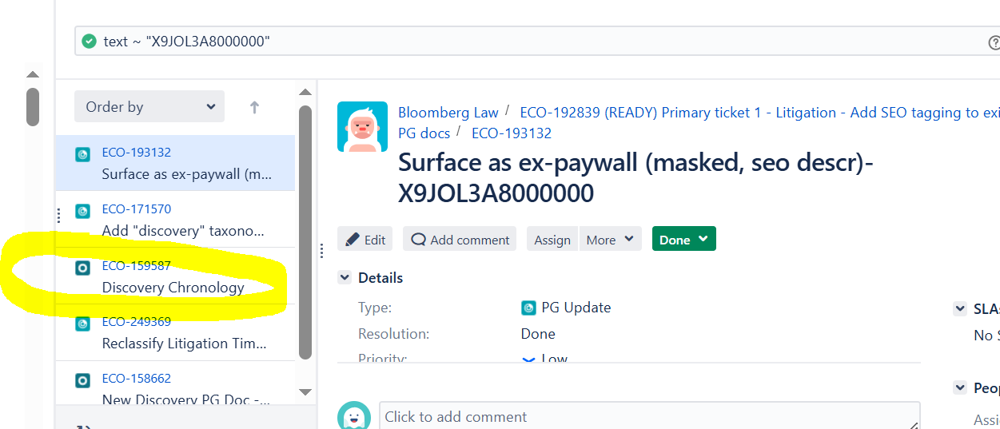 text ~ "X9JOL3A8000000"
Order by
ECO-193132
Surface as ex-paywall (m...
ECO-171570
Add "discovery" taxono...
ECO-159587
Discovery Chronology
ECO-249369
Reclassify Litigation Tim...
ECO-158662
New Discovery PG Doc -...
Bloomberg Law / ECO-192839 (READY) Primary ticket 1 - Litigation - Add SEO tagging to exi
PG docs / ECO-193132
Surface as ex-paywall (masked, seo descr)-
X9JOL3A8000000
Edit Add comment Assign More Done
Details
Type: PG Update
Resolution: Done
Priority: Low
SLAs
No S
Peop
Assi
Click to add comment